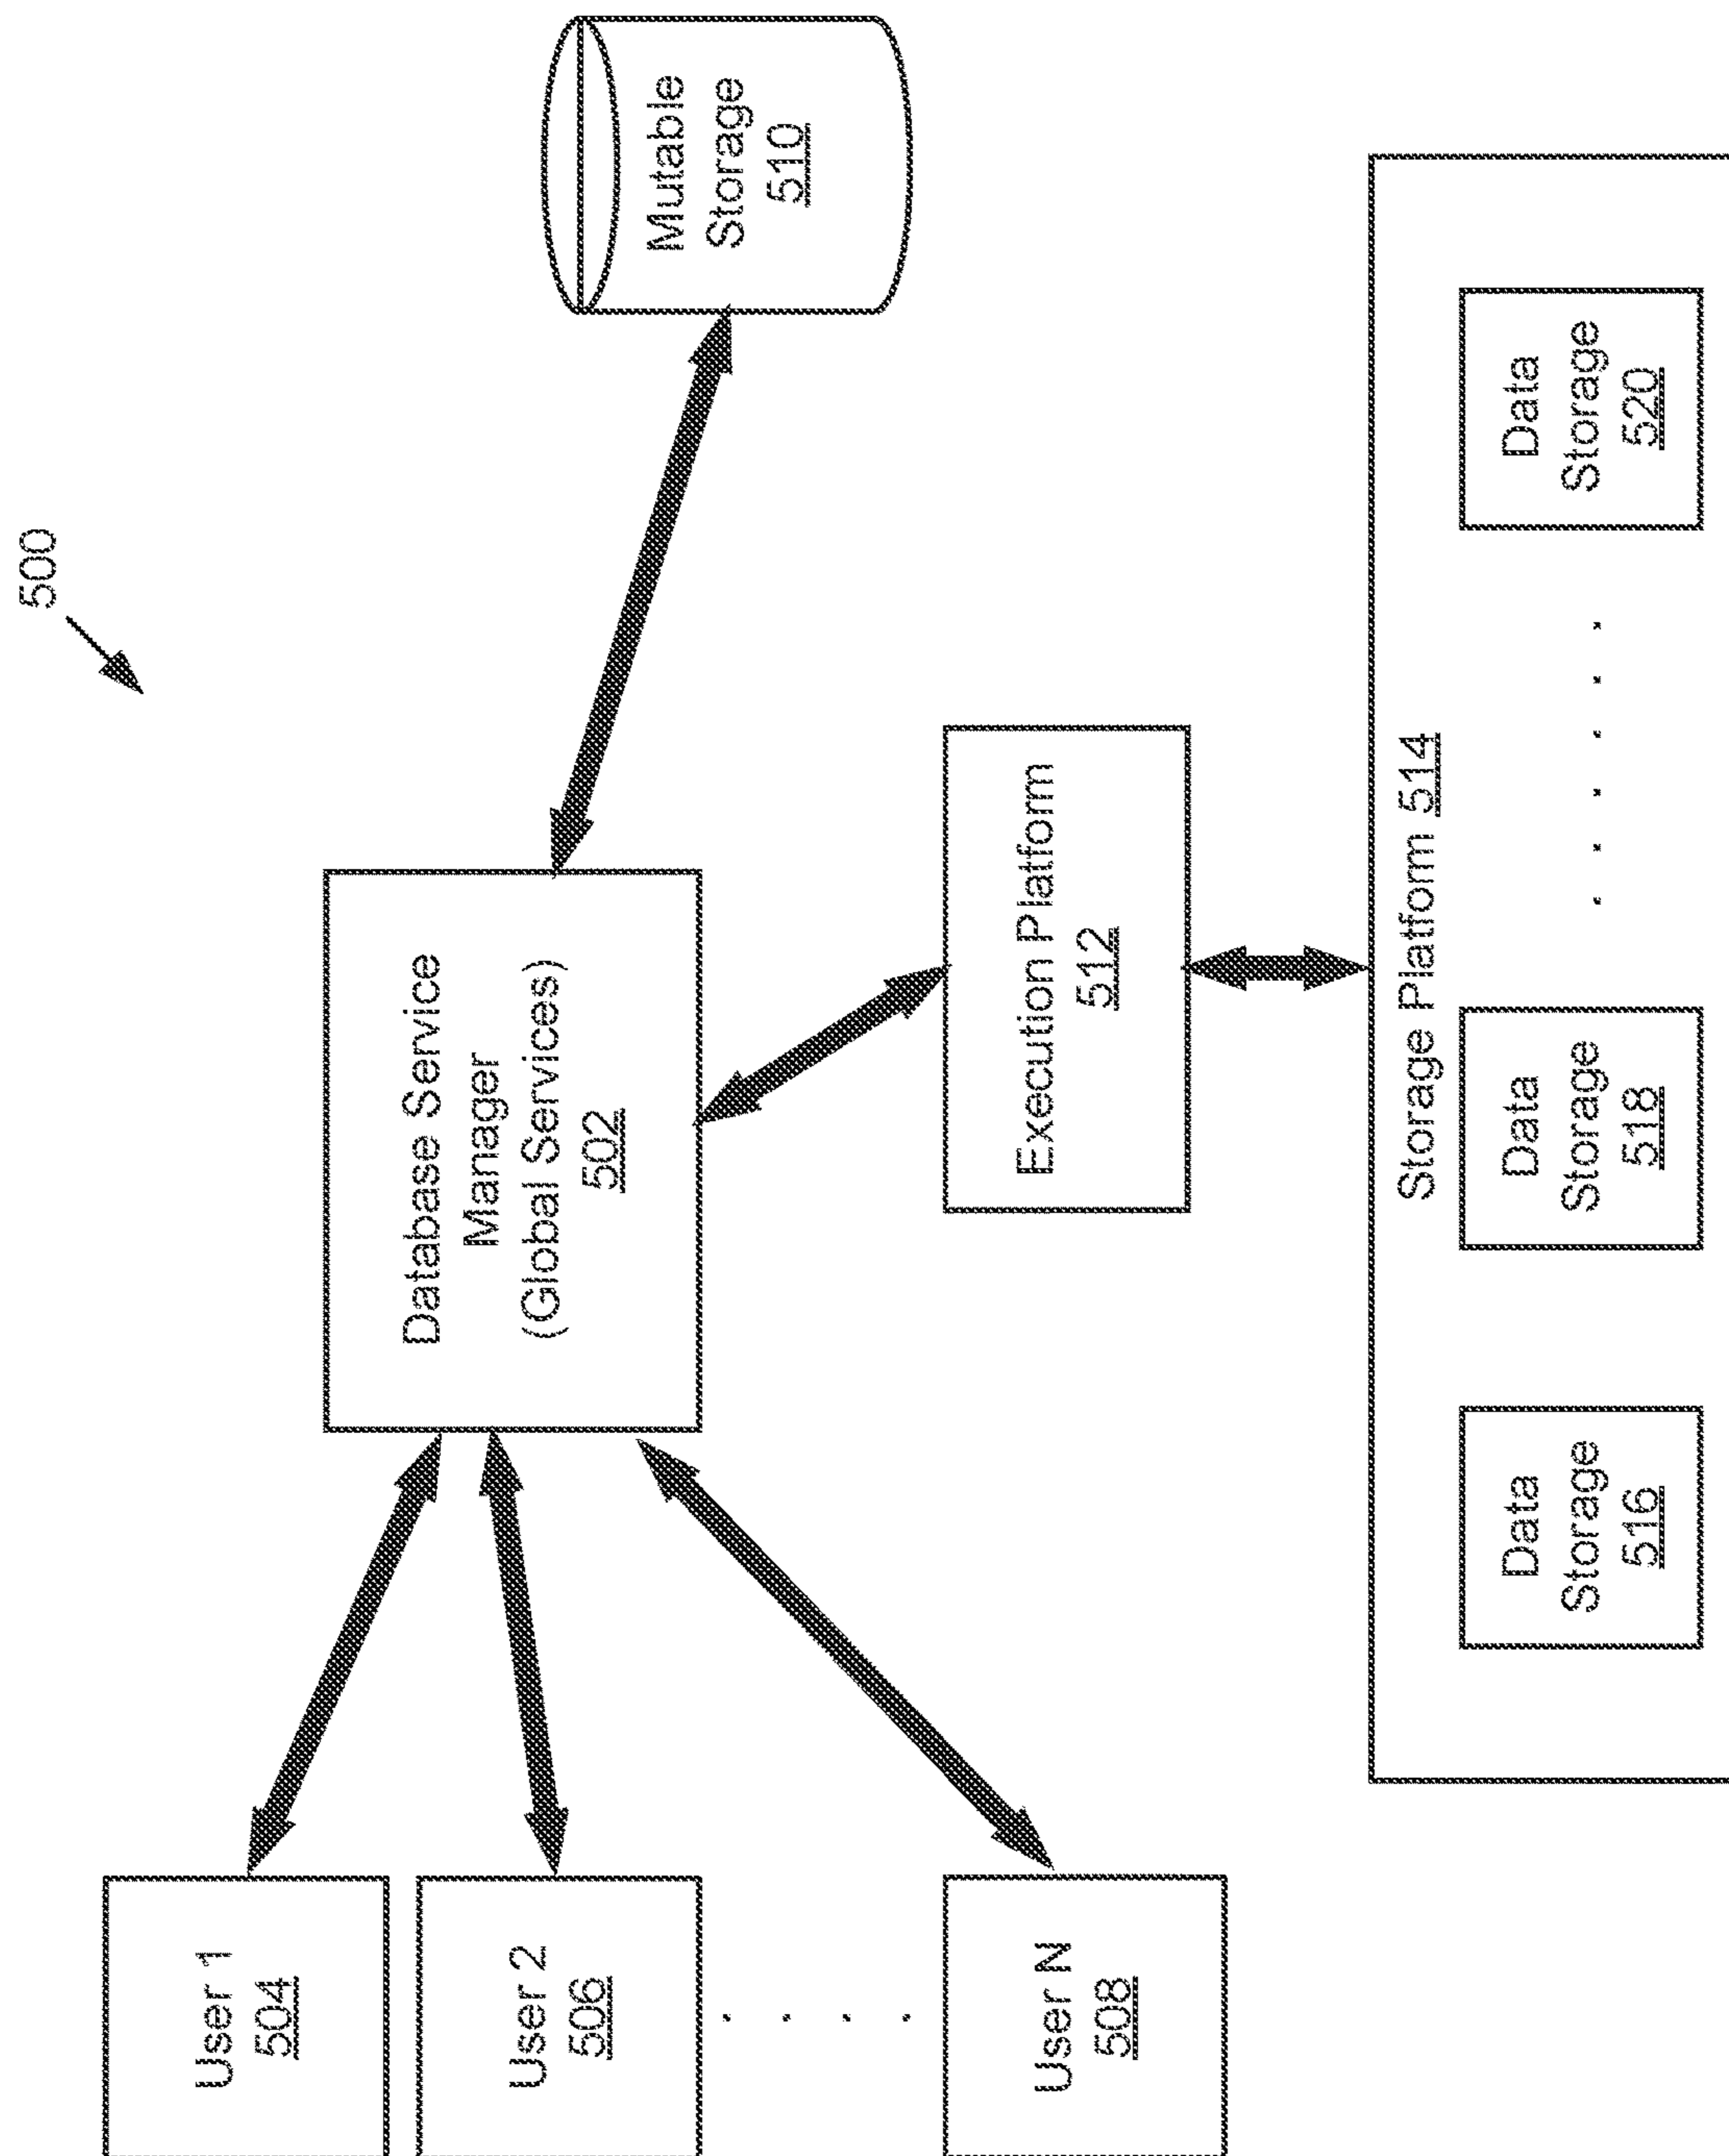 500
User 1
504
User 2
506
User N
508
Database Service
Manager
(Global Services)
502
Mutable
Storage
510
Execution Platform
512
Storage Platform 514
Data
Storage
516
Data
Storage
518
Data
Storage
520